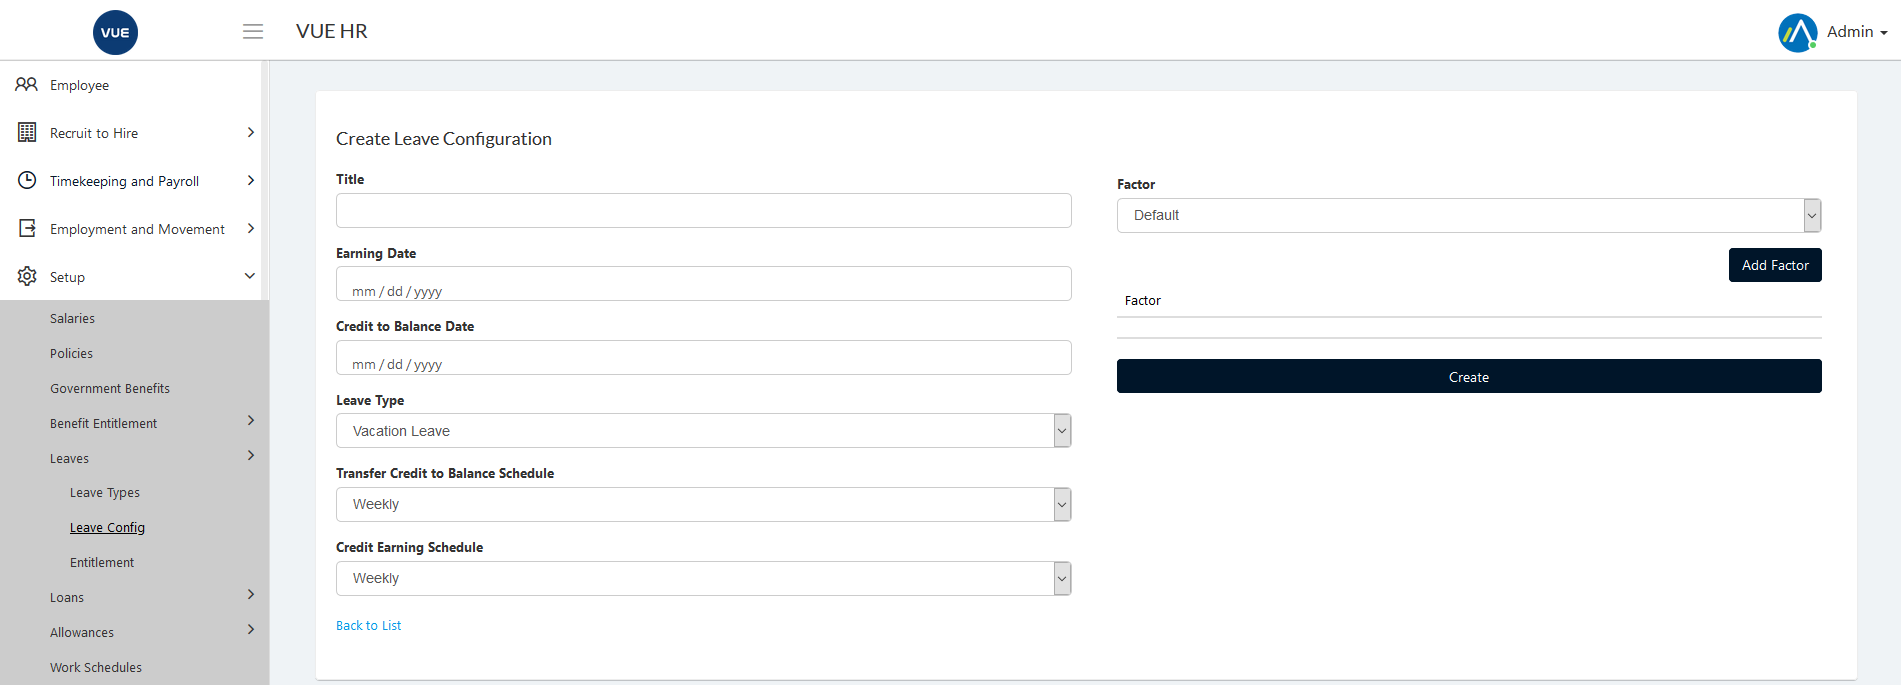 VUE
VUE HR
Admin
Employee
Recruit to Hire
Timekeeping and Payroll
Employment and Movement
Setup
Salaries
Policies
Government Benefits
Benefit Entitlement
Leaves
Leave Types
Leave Config
Entitlement
Loans
Allowances
Work Schedules
Create Leave Configuration
Title
Earning Date
mm / dd / yyyy
Credit to Balance Date
mm / dd / yyyy
Leave Type
Vacation Leave
Transfer Credit to Balance Schedule
Weekly
Credit Earning Schedule
Weekly
Back to List
Factor
Default
Add Factor
Factor
Create